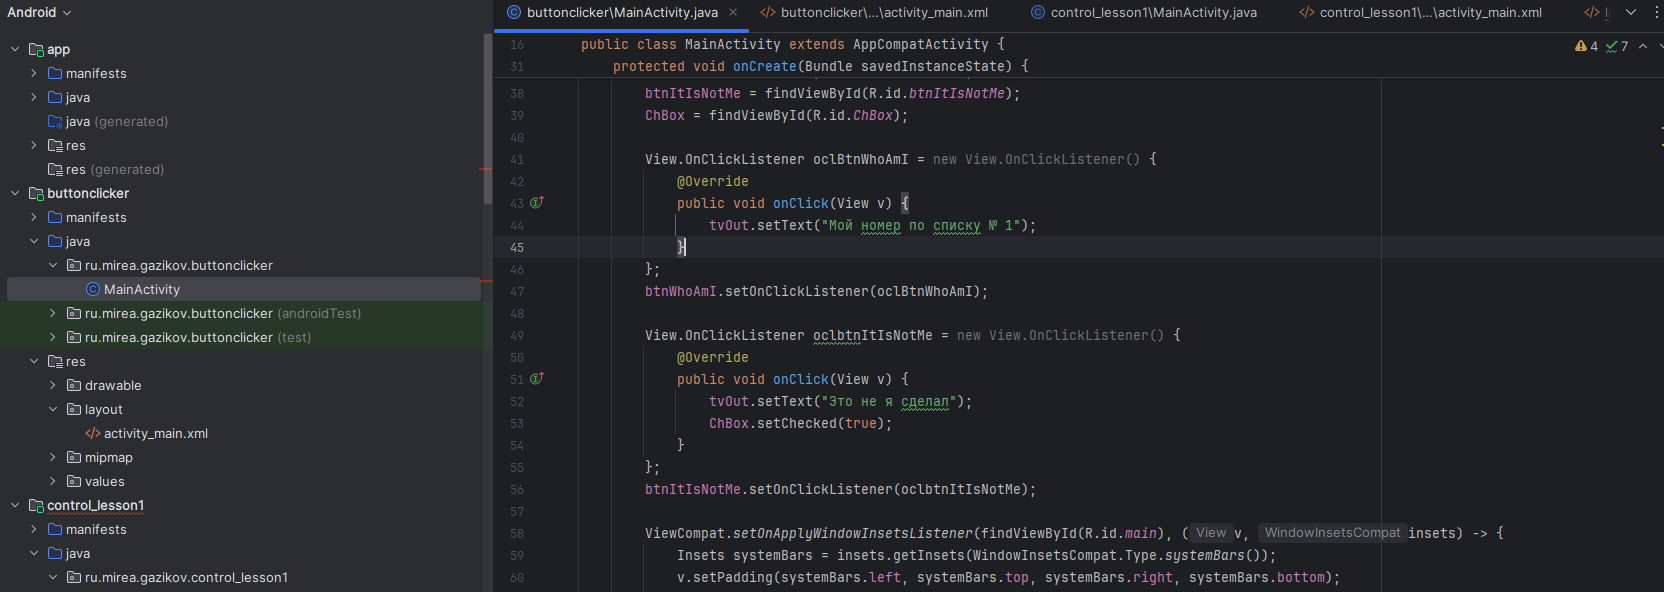 Android
app
manifests
java
java (generated)
res
res (generated)
buttonclicker
manifests
java
ru.mirea.gazikov.buttonclicker
MainActivity
ru.mirea.gazikov.buttonclicker (androidTest)
ru.mirea.gazikov.buttonclicker (test)
res
drawable
layout
activity_main.xml
mipmap
values
control_lesson1
manifests
java
ru.mirea.gazikov.control_lesson1
buttonclicker\MainActivity.java buttonclicker\...\activity_main.xml control_lesson1\MainActivity.java control_lesson1\...\activity_main.xml
4 7
16 public class MainActivity extends AppCompatActivity {
31 protected void onCreate(Bundle savedInstanceState) {
38 btnItIsNotMe = findViewById(R.id.btnItIsNotMe);
39 ChBox = findViewById(R.id.ChBox);
40
41 View.OnClickListener oclBtnWhoAmI = new View.OnClickListener() {
42 @Override
43 public void onClick(View v) {
44 tvOut.setText("Мой номер по списку № 1");
45 }
46 };
47 btnWhoAmI.setOnClickListener(oclBtnWhoAmI);
48
49 View.OnClickListener oclbtnItIsNotMe = new View.OnClickListener() {
50 @Override
51 public void onClick(View v) {
52 tvOut.setText("Это не я сделал");
53 ChBox.setChecked(true);
54 }
55 };
56 btnItIsNotMe.setOnClickListener(oclbtnItIsNotMe);
57
58 ViewCompat.setOnApplyWindowInsetsListener(findViewById(R.id.main), ( View v, WindowInsetsCompat insets) -> {
59 Insets systemBars = insets.getInsets(WindowInsetsCompat.Type.systemBars());
60 v.setPadding(systemBars.left, systemBars.top, systemBars.right, systemBars.bottom);